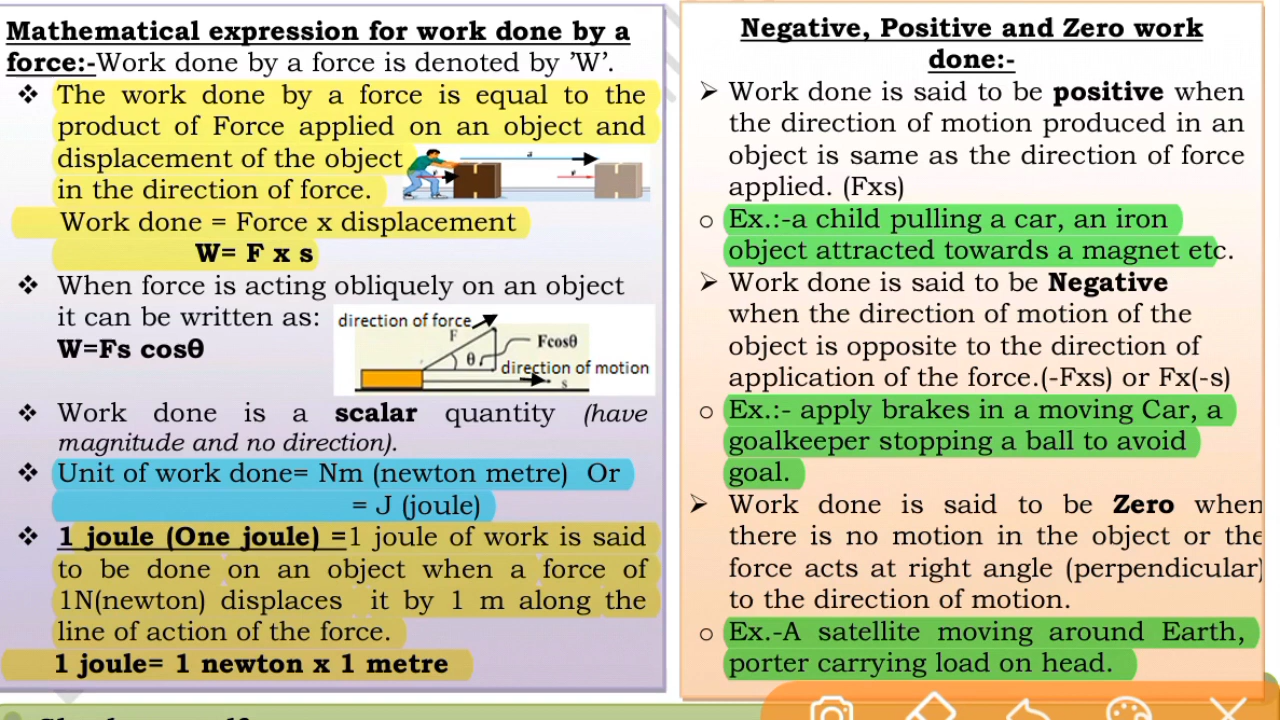 Mathematical expression for work done by a
force:-Work done by a force is denoted by ’W’.
❖ The work done by a force is equal to the
product of Force applied on an object and
displacement of the object
in the direction of force.
Work done = Force x displacement
W= F x s
❖ When force is acting obliquely on an object
it can be written as:
W=Fs cosθ
direction of force
F
Fcosθ
θ
direction of motion
s
❖ Work done is a scalar quantity (have
magnitude and no direction).
❖ Unit of work done= Nm (newton metre) Or
= J (joule)
❖ 1 joule (One joule) =1 joule of work is said
to be done on an object when a force of
1N(newton) displaces it by 1 m along the
line of action of the force.
1 joule= 1 newton x 1 metre
Negative, Positive and Zero work
done:-
➢ Work done is said to be positive when
the direction of motion produced in an
object is same as the direction of force
applied. (Fxs)
o Ex.:-a child pulling a car, an iron
object attracted towards a magnet etc.
➢ Work done is said to be Negative
when the direction of motion of the
object is opposite to the direction of
application of the force.(-Fxs) or Fx(-s)
o Ex.:- apply brakes in a moving Car, a
goalkeeper stopping a ball to avoid
goal.
➢ Work done is said to be Zero when
there is no motion in the object or the
force acts at right angle (perpendicular)
to the direction of motion.
o Ex.-A satellite moving around Earth,
porter carrying load on head.